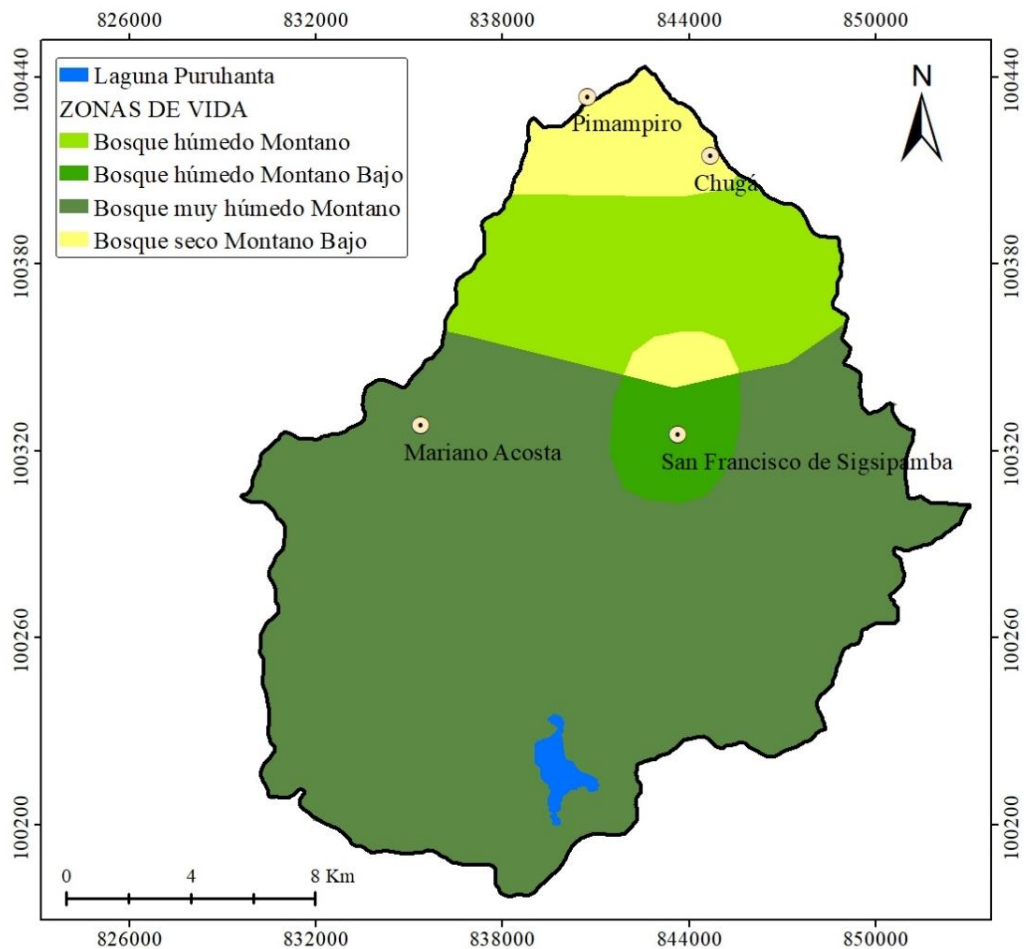 826000 832000 838000 844000 850000
Laguna Puruhanta
ZONAS DE VIDA
Bosque húmedo Montano
Bosque húmedo Montano Bajo
Bosque muy húmedo Montano
Bosque seco Montano Bajo
N
Pimampiro
Chugá
Mariano Acosta
San Francisco de Sigsipamba
100440
100380
100320
100260
100200
100440
100380
100320
100260
100200
0 4 8 Km
826000 832000 838000 844000 850000